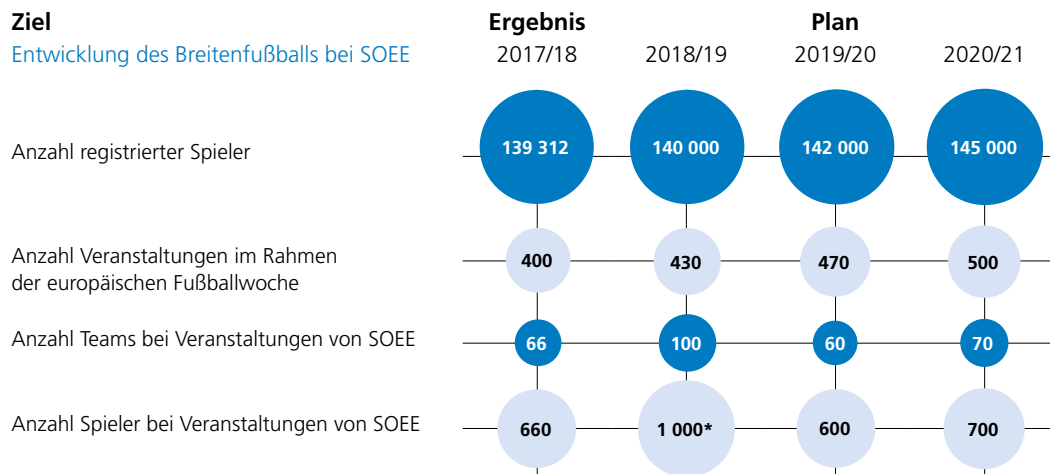 Ziel Ergebnis Plan
Entwicklung des Breitenfußballs bei SOEE 2017/18 2018/19 2019/20 2020/21
Anzahl registrierter Spieler 139 312 140 000 142 000 145 000
Anzahl Veranstaltungen im Rahmen
der europäischen Fußballwoche 400 430 470 500
Anzahl Teams bei Veranstaltungen von SOEE 66 100 60 70
Anzahl Spieler bei Veranstaltungen von SOEE 660 1 000* 600 700